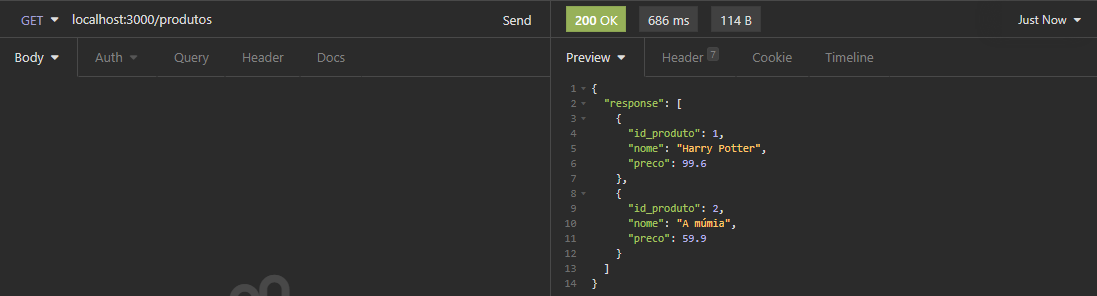 GET localhost:3000/produtos Send
200 OK 686 ms 114 B Just Now
Body Auth Query Header Docs
Preview Header 7 Cookie Timeline
1 {
2 "response": [
3 {
4 "id_produto": 1,
5 "nome": "Harry Potter",
6 "preco": 99.6
7 },
8 {
9 "id_produto": 2,
10 "nome": "A múmia",
11 "preco": 59.9
12 }
13 ]
14 }